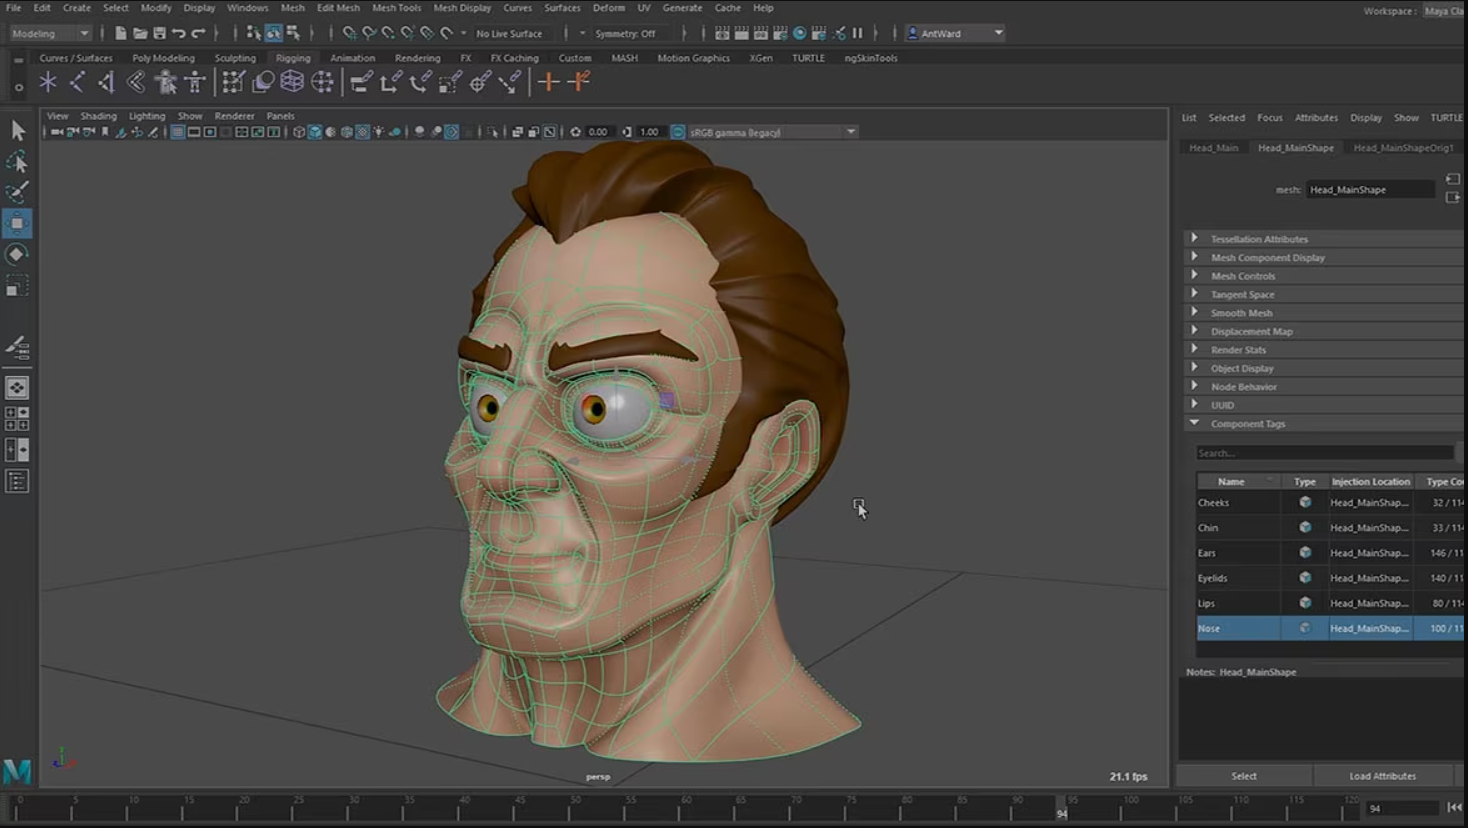 File Edit Create Select Modify Display Windows Mesh Edit Mesh Mesh Tools Mesh Display Curves Surfaces Deform UV Generate Cache Help
Workspace : Maya Cla
Modeling No Live Surface Symmetry: Off AntWard
Curves / Surfaces Poly Modeling Sculpting Rigging Animation Rendering FX FX Caching Custom MASH Motion Graphics XGen TURTLE ngSkinTools
View Shading Lighting Show Renderer Panels
0.00 1.00 sRGB gamma (legacy)
List Selected Focus Attributes Display Show TURTLE
Head_Main Head_MainShape Head_MainShapeOrig1
mesh: Head_MainShape
Tessellation Attributes
Mesh Component Display
Mesh Controls
Tangent Space
Smooth Mesh
Displacement Map
Render Stats
Object Display
Node Behavior
UUID
Component Tags
Search...
Name Type Injection Location Type Co
Cheeks Head_MainShap... 32 / 114
Chin Head_MainShap... 33 / 114
Ears Head_MainShap... 146 / 11
Eyelids Head_MainShap... 140 / 11
Lips Head_MainShap... 80 / 114
Nose Head_MainShap... 100 / 11
Notes: Head_MainShape
Select Load Attributes
persp
21.1 fps
Y
M
0 5 10 15 20 25 30 35 40 45 50 55 60 65 70 75 80 85 90 95 100 105 110 115 120
94 94